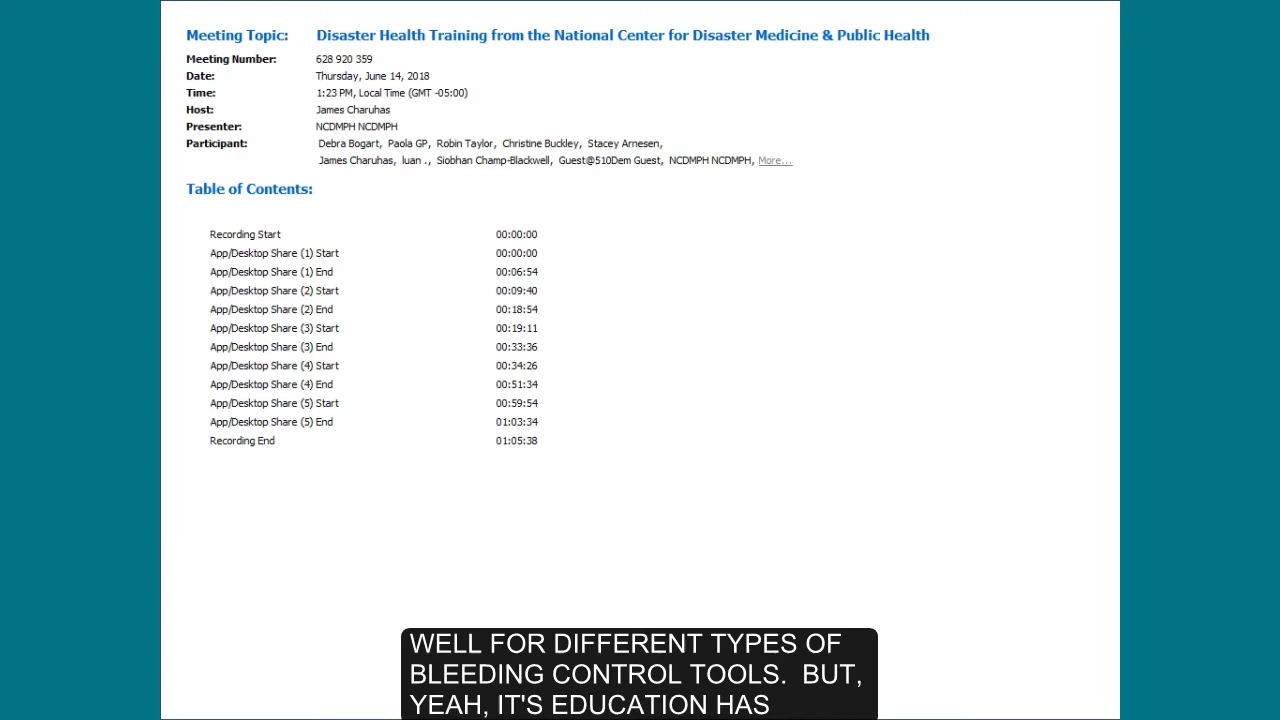 Meeting Topic: Disaster Health Training from the National Center for Disaster Medicine & Public Health
Meeting Number: 628 920 359
Date: Thursday, June 14, 2018
Time: 1:23 PM, Local Time (GMT -05:00)
Host: James Charuhas
Presenter: NCDMPH NCDMPH
Participant: Debra Bogart, Paola GP, Robin Taylor, Christine Buckley, Stacey Arnesen,
James Charuhas, luan ., Siobhan Champ-Blackwell, Guest@510Dem Guest, NCDMPH NCDMPH, More...
Table of Contents:
Recording Start 00:00:00
App/Desktop Share (1) Start 00:00:00
App/Desktop Share (1) End 00:06:54
App/Desktop Share (2) Start 00:09:40
App/Desktop Share (2) End 00:18:54
App/Desktop Share (3) Start 00:19:11
App/Desktop Share (3) End 00:33:36
App/Desktop Share (4) Start 00:34:26
App/Desktop Share (4) End 00:51:34
App/Desktop Share (5) Start 00:59:54
App/Desktop Share (5) End 01:03:34
Recording End 01:05:38
WELL FOR DIFFERENT TYPES OF
BLEEDING CONTROL TOOLS. BUT,
YEAH, IT'S EDUCATION HAS